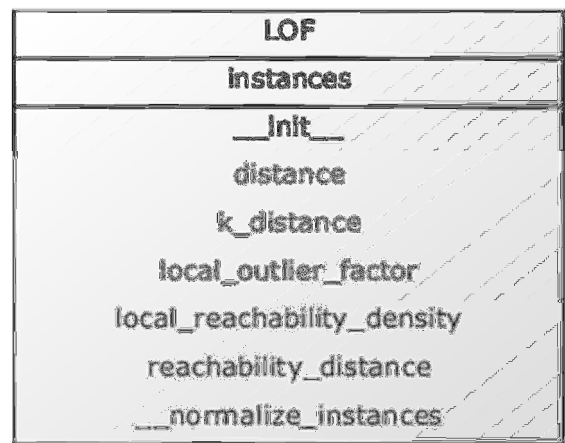 LOF
instances
__init__
distance
k_distance
local_outlier_factor
local_reachability_density
reachability_distance
__normalize_instances